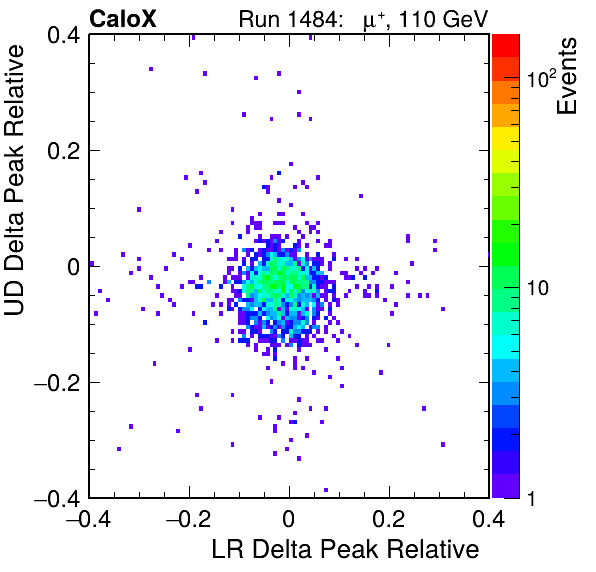 CaloX Run 1484: μ⁺, 110 GeV
0.4
0.2
0
−0.2
−0.4
−0.4 −0.2 0 0.2 0.4
UD Delta Peak Relative
LR Delta Peak Relative
10²
10
1
Events